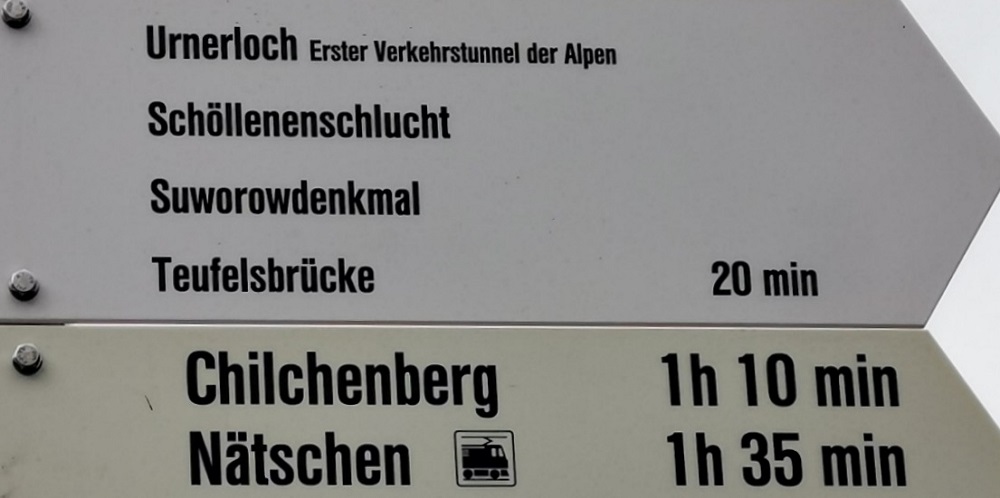 Urnerloch Erster Verkehrstunnel der Alpen
Schöllenenschlucht
Suworowdenkmal
Teufelsbrücke 20 min
Chilchenberg 1h 10 min
Nätschen 1h 35 min